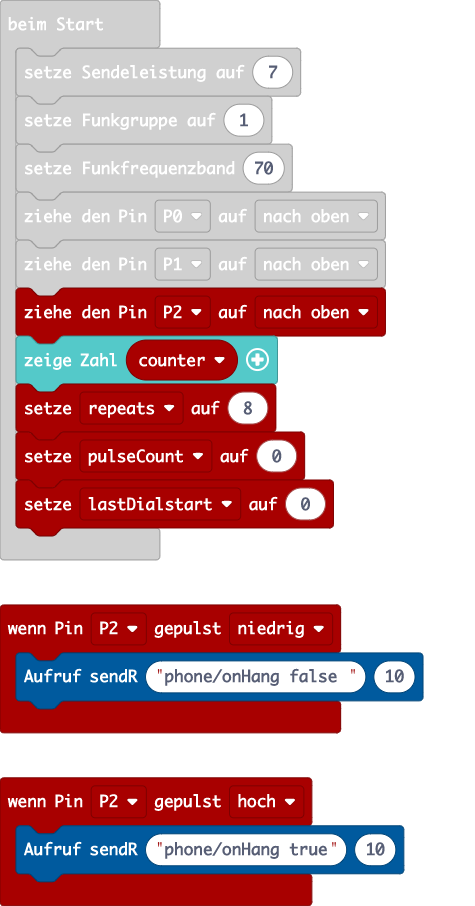 beim Start
setze Sendeleistung auf 7
setze Funkgruppe auf 1
setze Funkfrequenzband 70
ziehe den Pin P0 auf nach oben
ziehe den Pin P1 auf nach oben
ziehe den Pin P2 auf nach oben
zeige Zahl counter
setze repeats auf 8
setze pulseCount auf 0
setze lastDialstart auf 0
wenn Pin P2 gepulst niedrig
Aufruf sendR "phone/onHang false " 10
wenn Pin P2 gepulst hoch
Aufruf sendR "phone/onHang true" 10